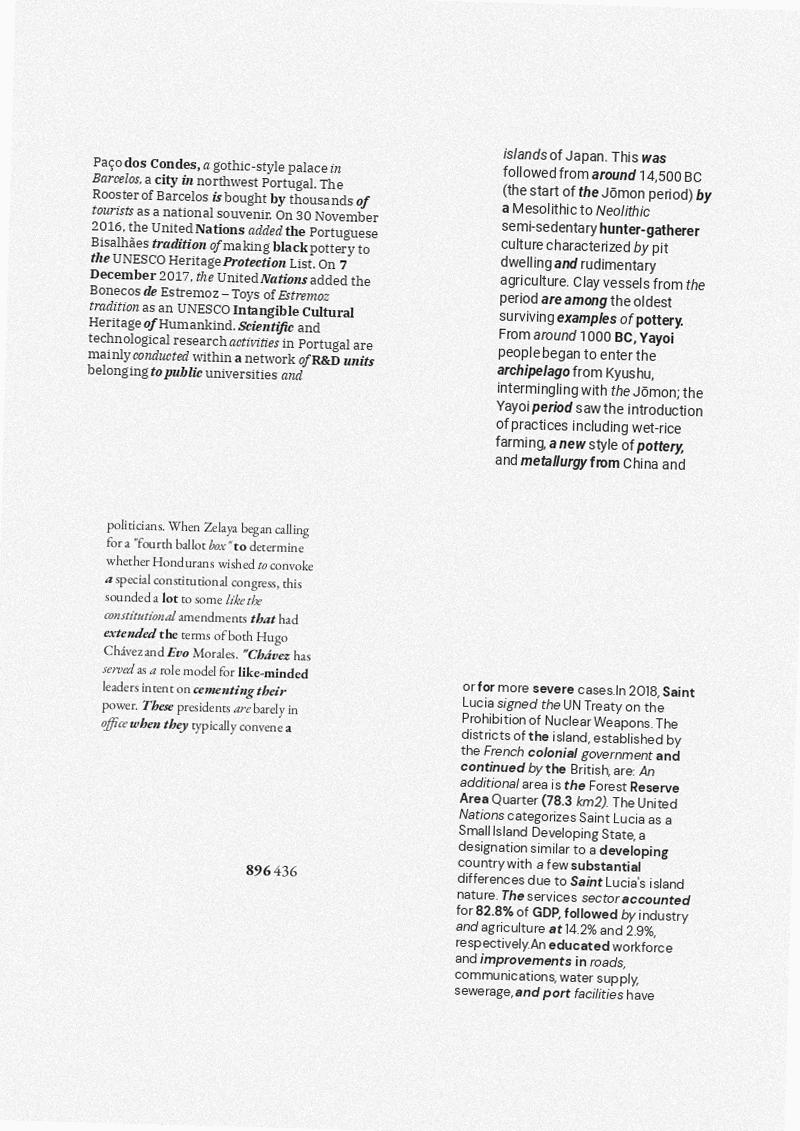 Paço dos Condes, a gothic-style palace in
Barcelos, a city in northwest Portugal. The
Rooster of Barcelos is bought by thousands of
tourists as a national souvenir. On 30 November
2016, the United Nations added the Portuguese
Bisalhães tradition of making black pottery to
the UNESCO Heritage Protection List. On 7
December 2017, the United Nations added the
Bonecos de Estremoz – Toys of Estremoz
tradition as an UNESCO Intangible Cultural
Heritage of Humankind. Scientific and
technological research activities in Portugal are
mainly conducted within a network of R&D units
belonging to public universities and
islands of Japan. This was
followed from around 14,500 BC
(the start of the Jōmon period) by
a Mesolithic to Neolithic
semi-sedentary hunter-gatherer
culture characterized by pit
dwelling and rudimentary
agriculture. Clay vessels from the
period are among the oldest
surviving examples of pottery.
From around 1000 BC, Yayoi
people began to enter the
archipelago from Kyushu,
intermingling with the Jōmon; the
Yayoi period saw the introduction
of practices including wet-rice
farming, a new style of pottery,
and metallurgy from China and
politicians. When Zelaya began calling
for a "fourth ballot box" to determine
whether Hondurans wished to convoke
a special constitutional congress, this
sounded a lot to some like the
constitutional amendments that had
extended the terms of both Hugo
Chávez and Evo Morales. "Chávez has
served as a role model for like-minded
leaders intent on cementing their
power. These presidents are barely in
office when they typically convene a
896 436
or for more severe cases.In 2018, Saint
Lucia signed the UN Treaty on the
Prohibition of Nuclear Weapons. The
districts of the island, established by
the French colonial government and
continued by the British, are: An
additional area is the Forest Reserve
Area Quarter (78.3 km2). The United
Nations categorizes Saint Lucia as a
Small Island Developing State, a
designation similar to a developing
country with a few substantial
differences due to Saint Lucia's island
nature. The services sector accounted
for 82.8% of GDP, followed by industry
and agriculture at 14.2% and 2.9%,
respectively.An educated workforce
and improvements in roads,
communications, water supply,
sewerage, and port facilities have